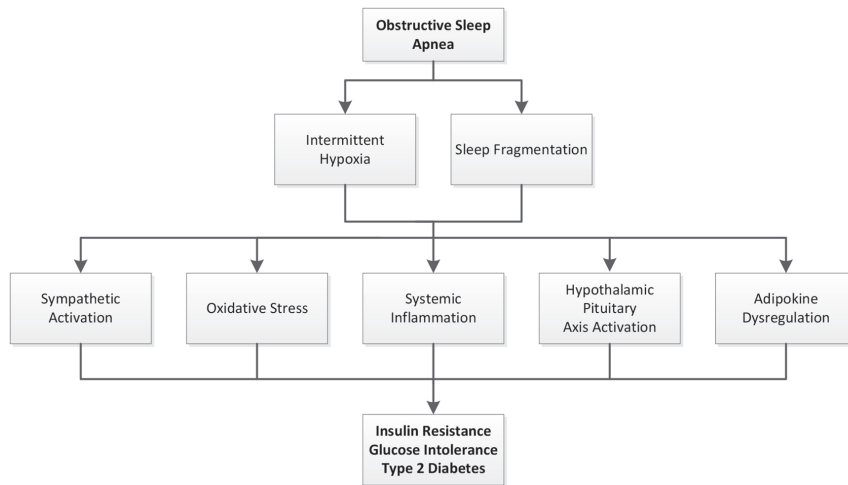 Obstructive Sleep
Apnea
Intermittent
Hypoxia
Sleep Fragmentation
Sympathetic
Activation
Oxidative Stress
Systemic
Inflammation
Hypothalamic
Pituitary
Axis Activation
Adipokine
Dysregulation
Insulin Resistance
Glucose Intolerance
Type 2 Diabetes